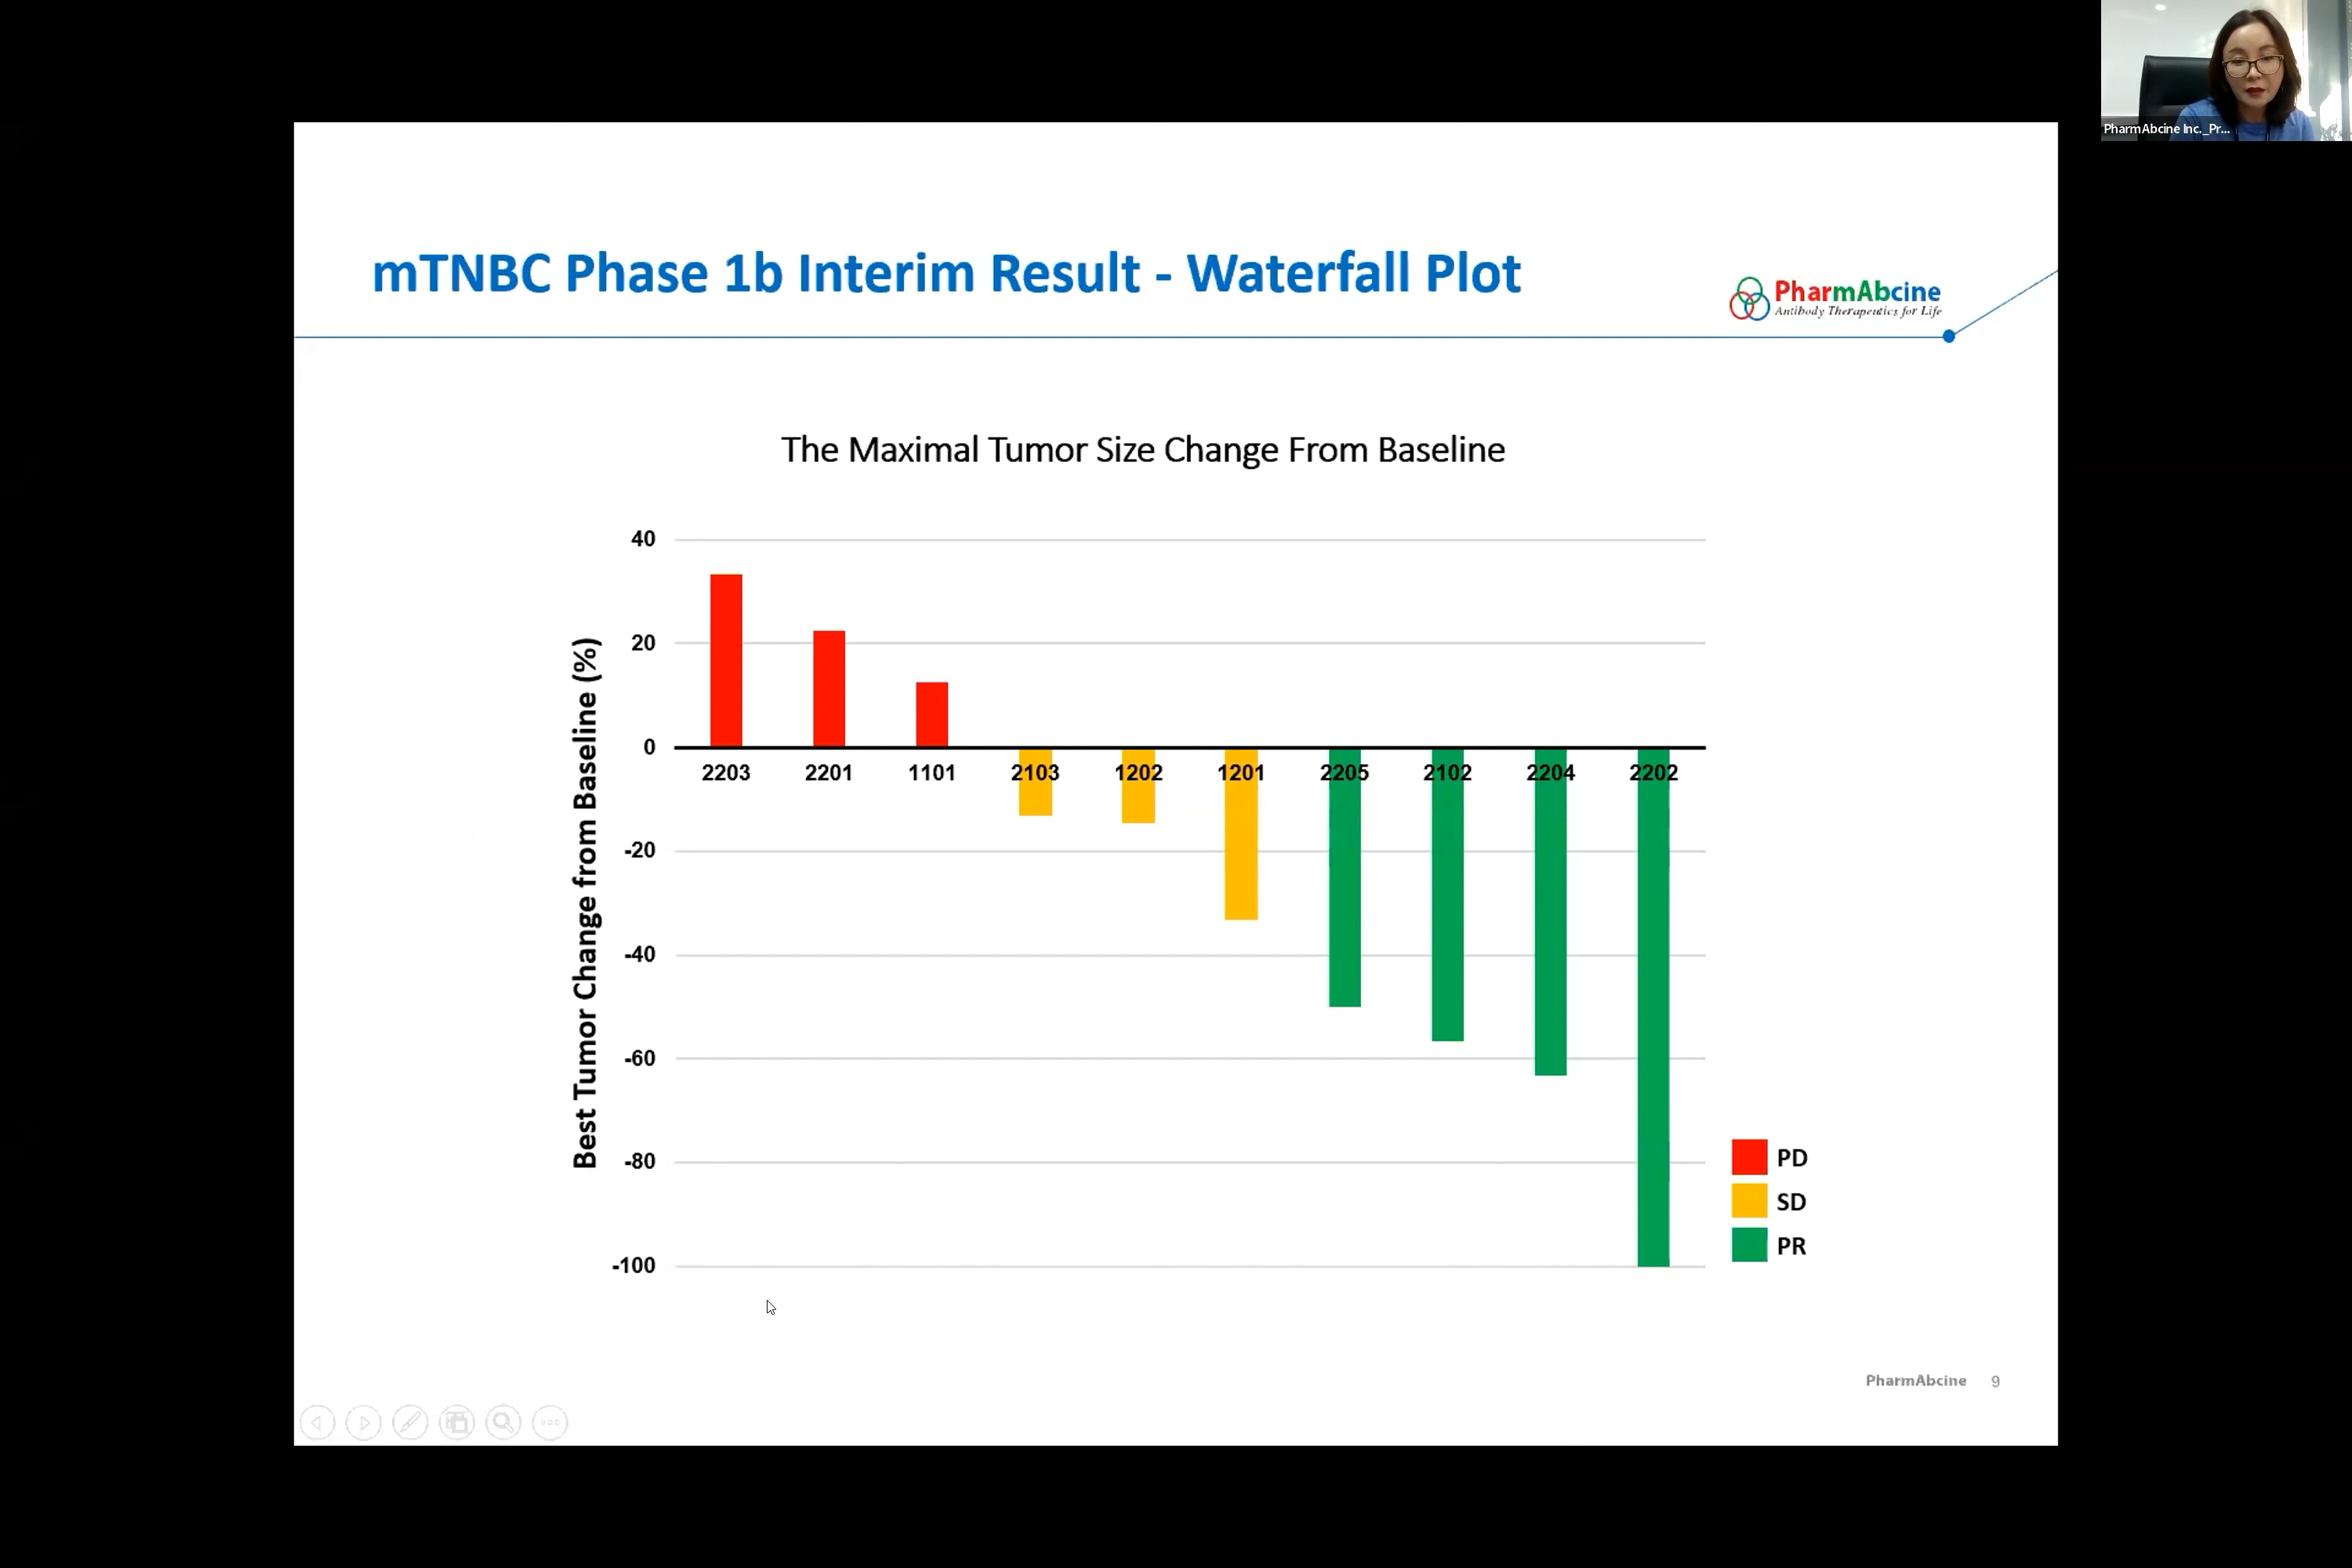 PharmAbcine Inc._Pr...
mTNBC Phase 1b Interim Result - Waterfall Plot
PharmAbcine
Antibody Therapeutics for Life
The Maximal Tumor Size Change From Baseline
Best Tumor Change from Baseline (%)
40
20
0
2203 2201 1101 2103 1202 1201 2205 2102 2204 2202
-20
-40
-60
-80
-100
PD
SD
PR
PharmAbcine 9